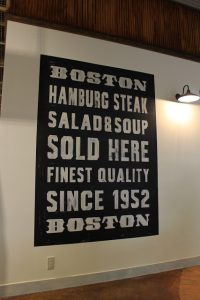 BOSTON
HAMBURG STEAK
SALAD & SOUP
SOLD HERE
FINEST QUALITY
SINCE 1952
BOSTON